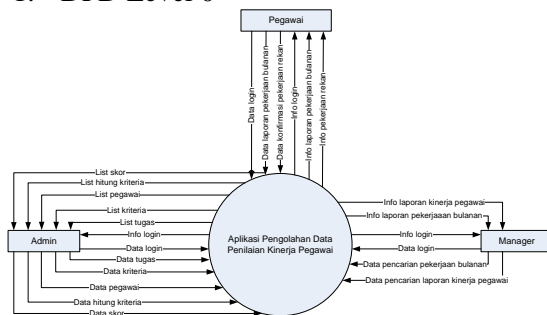 1. DFD Level 0
Pegawai
Data login
Data laporan pekerjaan bulanan
Data konfirmasi pekerjaan rekan
Info login
Info laporan pekerjaan bulanan
Info pekerjaan rekan
List skor
List hitung kriteria
List pegawai
List kriteria
List tugas
Info login
Admin
Data login
Data tugas
Data kriteria
Data pegawai
Data hitung kriteria
Data skor
Aplikasi Pengolahan Data
Penilaian Kinerja Pegawai
Info laporan kinerja pegawai
Info laporan pekerjaaan bulanan
Info login
Manager
Data login
Data pencarian pekerjaan bulanan
Data pencarian laporan kinerja pegawai